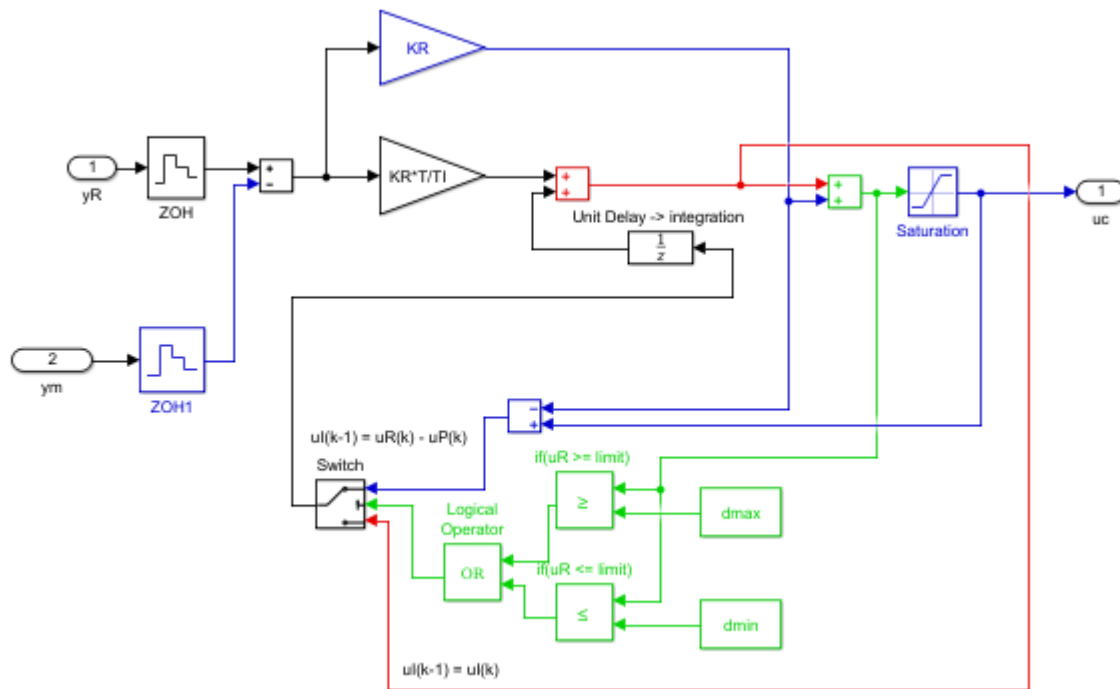 KR
1
yR
ZOH
+
−
KR*T/TI
+
+
Unit Delay -> integration
1
z
+
+
Saturation
1
uc
2
ym
ZOH1
−
+
uI(k-1) = uR(k) - uP(k)
Switch
if(uR >= limit)
≥
dmax
Logical
Operator
OR
if(uR <= limit)
≤
dmin
uI(k-1) = uI(k)